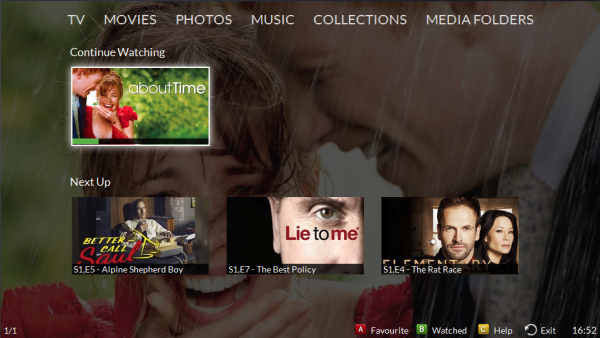 TV MOVIES PHOTOS MUSIC COLLECTIONS MEDIA FOLDERS
Continue Watching
aboutTime
Next Up
BETTER
CALL
Saul
Lie to me
ELEMENTARY
S1,E5 - Alpine Shepherd Boy S1,E7 - The Best Policy S1,E4 - The Rat Race
1/1 A Favourite B Watched C Help Exit 16:52